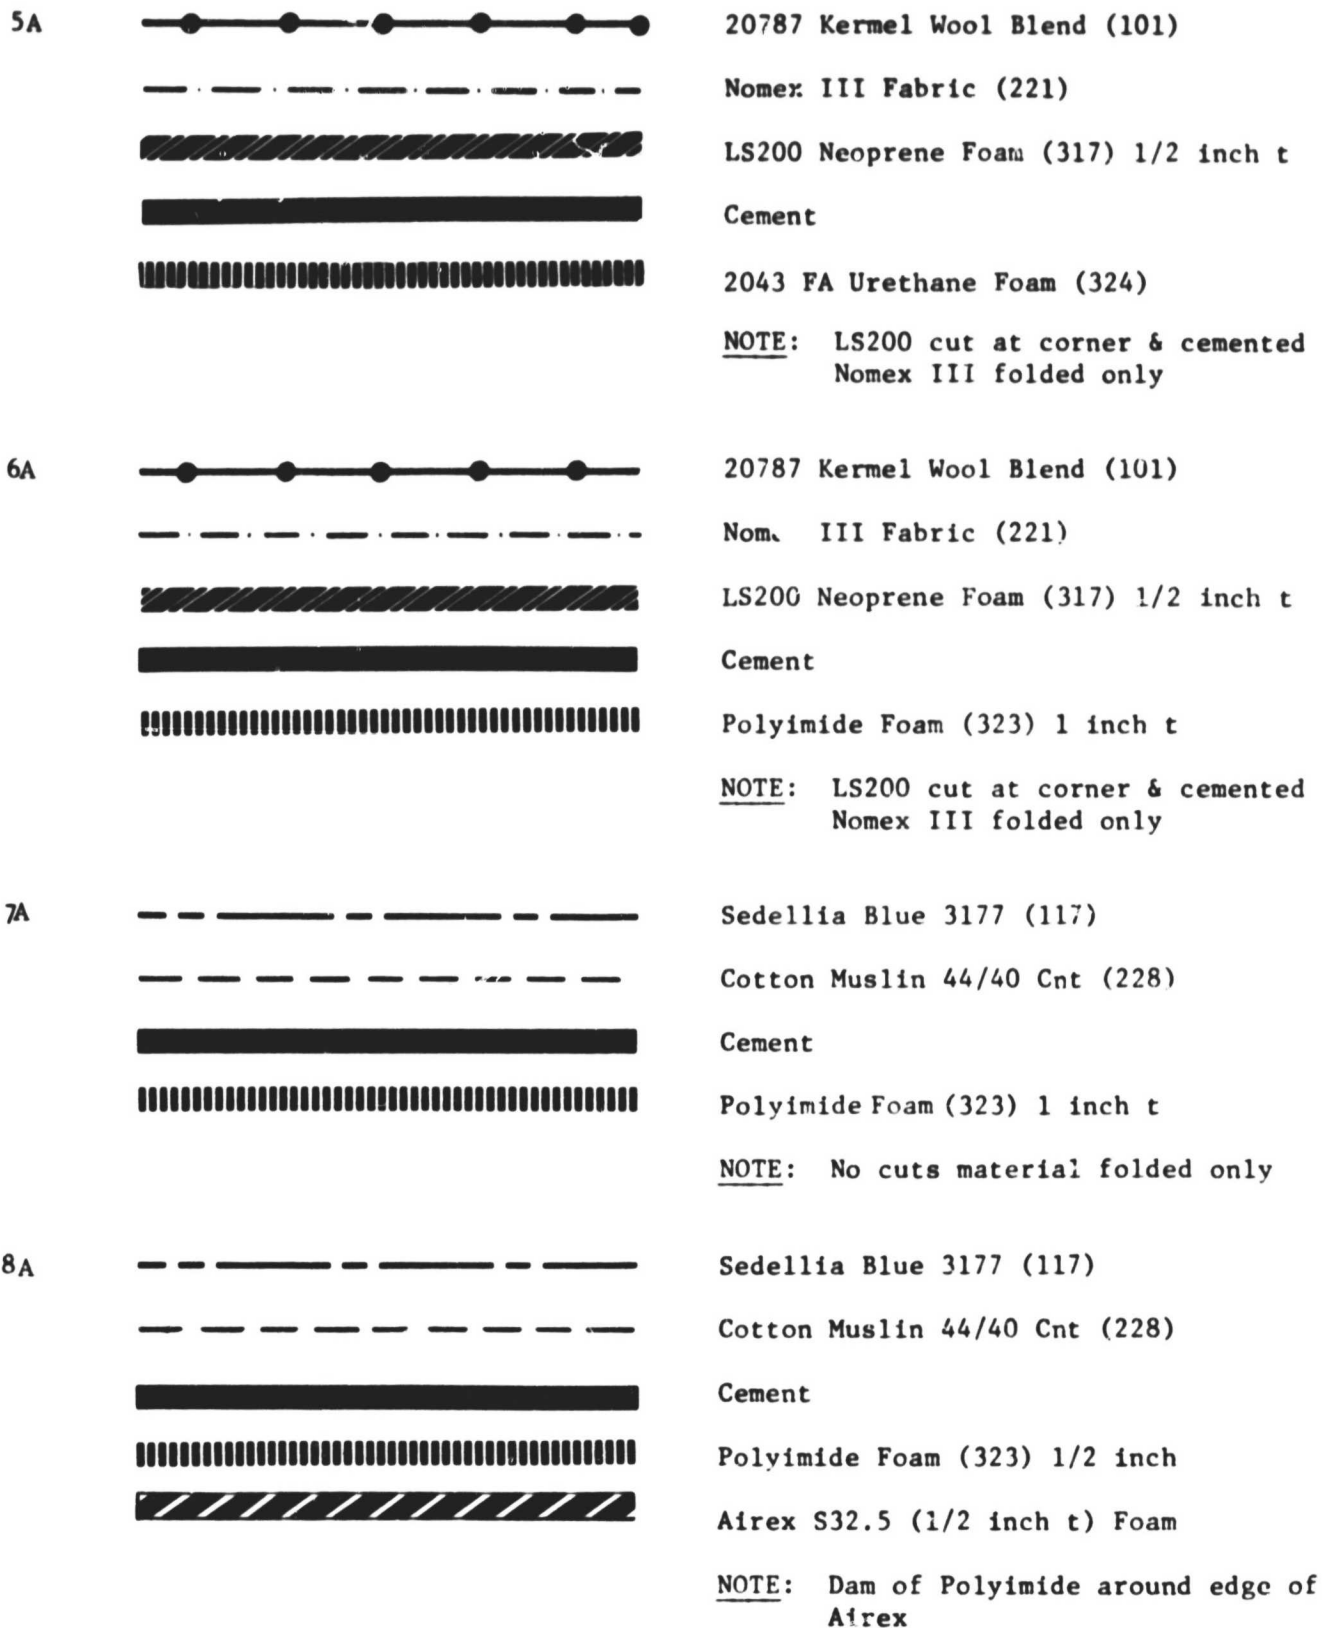 5A
20787 Kermel Wool Blend (101)
Nomex III Fabric (221)
LS200 Neoprene Foam (317) 1/2 inch t
Cement
2043 FA Urethane Foam (324)
NOTE: LS200 cut at corner & cemented
Nomex III folded only
6A
20787 Kermel Wool Blend (101)
Nom. III Fabric (221)
LS200 Neoprene Foam (317) 1/2 inch t
Cement
Polyimide Foam (323) 1 inch t
NOTE: LS200 cut at corner & cemented
Nomex III folded only
7A
Sedellia Blue 3177 (117)
Cotton Muslin 44/40 Cnt (228)
Cement
Polyimide Foam (323) 1 inch t
NOTE: No cuts material folded only
8A
Sedellia Blue 3177 (117)
Cotton Muslin 44/40 Cnt (228)
Cement
Polyimide Foam (323) 1/2 inch
Airex S32.5 (1/2 inch t) Foam
NOTE: Dam of Polyimide around edge of
Airex